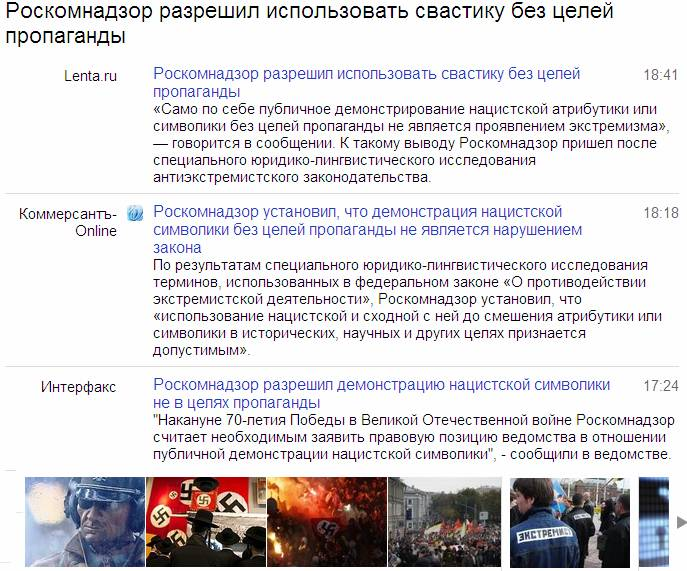 Роскомнадзор разрешил использовать свастику без целей
пропаганды
Lenta.ru
Роскомнадзор разрешил использовать свастику без целей
пропаганды
18:41
«Само по себе публичное демонстрирование нацистской атрибутики или
символики без целей пропаганды не является проявлением экстремизма»,
— говорится в сообщении. К такому выводу Роскомнадзор пришел после
специального юридико-лингвистического исследования
антиэкстремистского законодательства.
Коммерсантъ-
Online
Роскомнадзор установил, что демонстрация нацистской
символики без целей пропаганды не является нарушением
закона
18:18
По результатам специального юридико-лингвистического исследования
терминов, использованных в федеральном законе «О противодействии
экстремистской деятельности», Роскомнадзор установил, что
«использование нацистской и сходной с ней до смешения атрибутики или
символики в исторических, научных и других целях признается
допустимым».
Интерфакс
Роскомнадзор разрешил демонстрацию нацистской символики
не в целях пропаганды
17:24
"Накануне 70-летия Победы в Великой Отечественной войне Роскомнадзор
считает необходимым заявить правовую позицию ведомства в отношении
публичной демонстрации нацистской символики", - сообщили в ведомстве.
ЭКСТРЕМИСТ